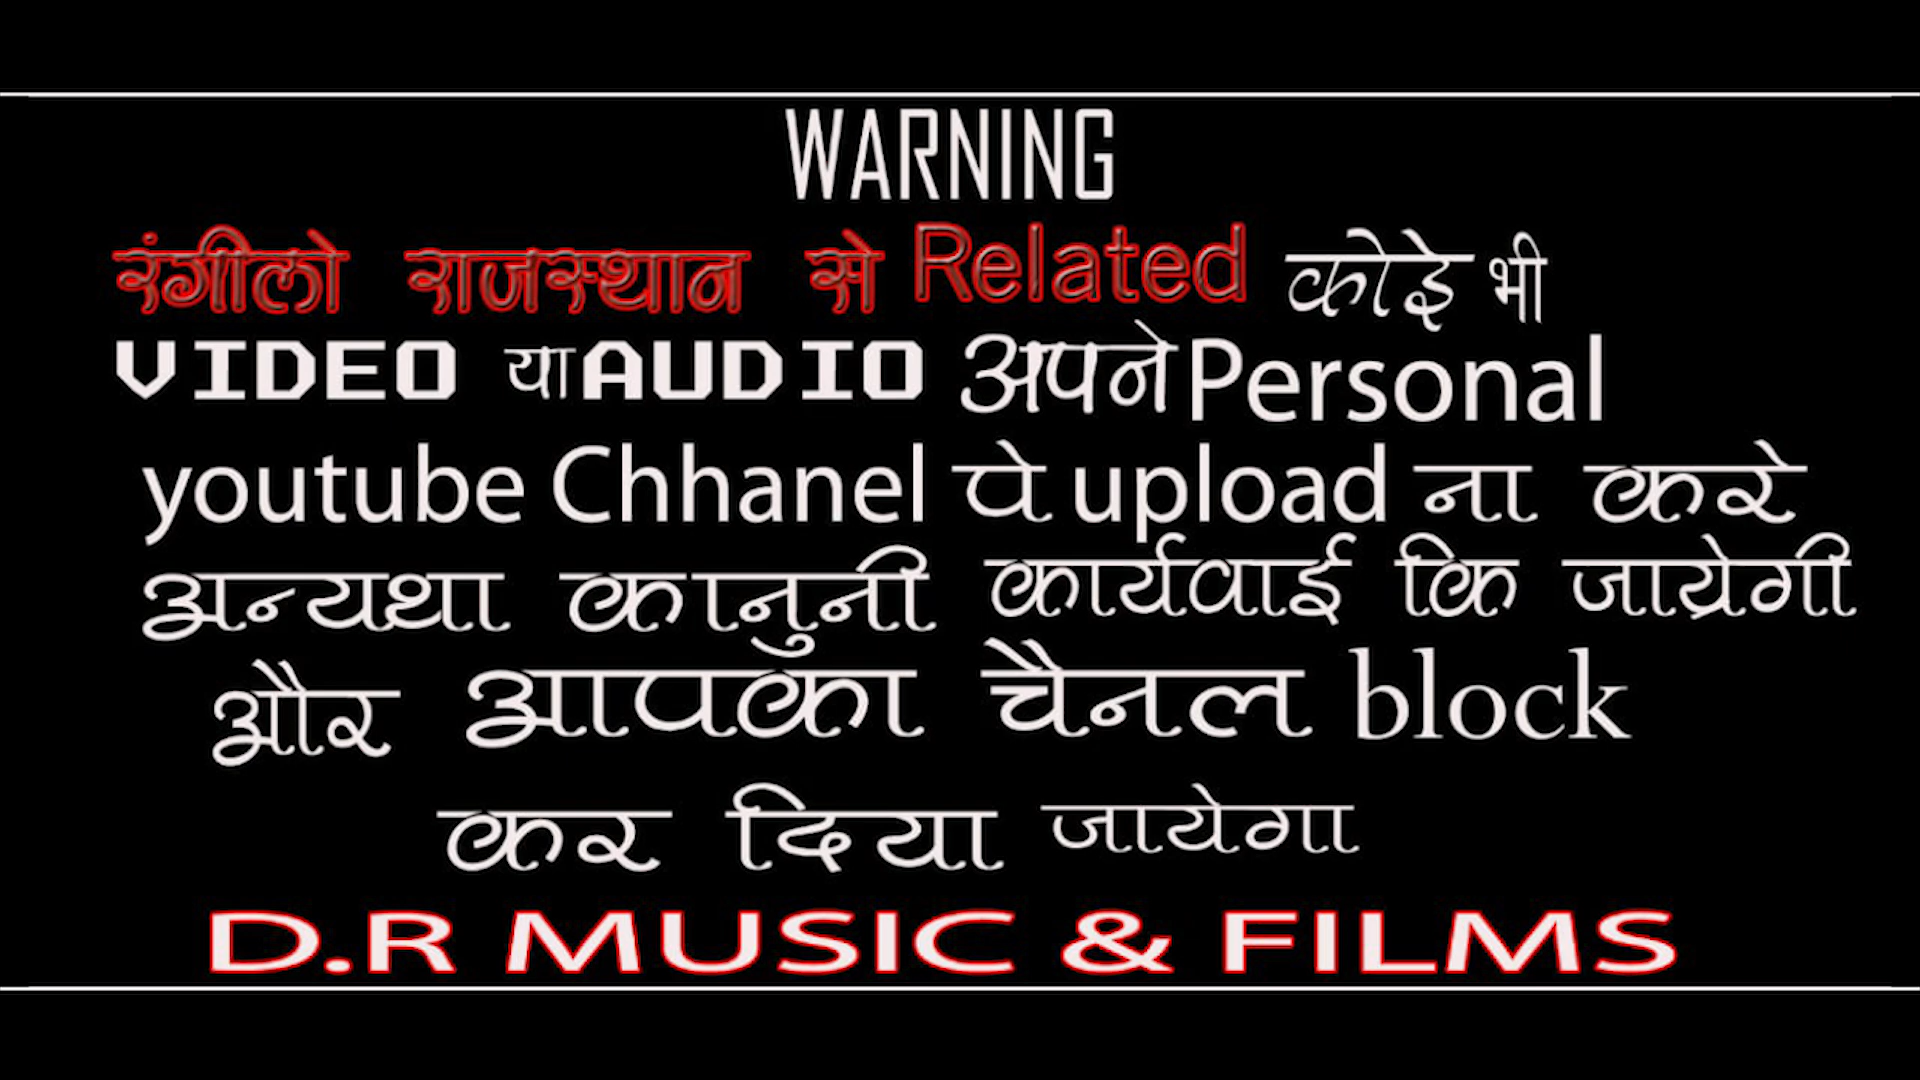 WARNING
रंगीलो राजस्थान से Related कोइे भी
VIDEO या AUDIO अपने Personal
youtube Chhanel पे upload ना करे
अन्यथा कानुनी कार्यवाई कि जायेगी
और आपका चैनल block
कर दिया जायेगा
D.R MUSIC & FILMS